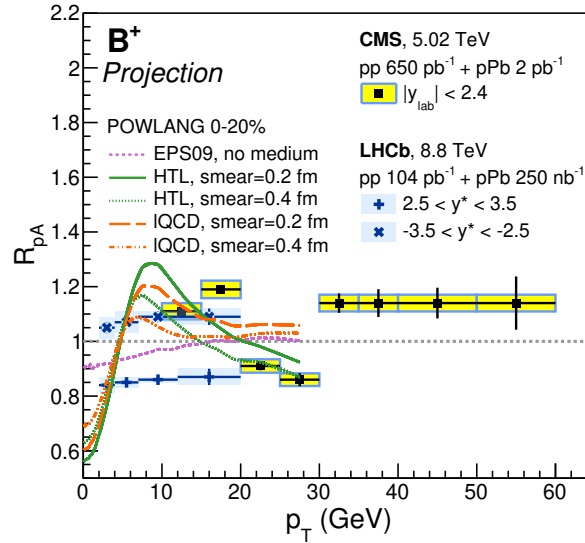 B⁺
Projection
CMS, 5.02 TeV
pp 650 pb⁻¹ + pPb 2 pb⁻¹
|y_lab| < 2.4
LHCb, 8.8 TeV
pp 104 pb⁻¹ + pPb 250 nb⁻¹
2.5 < y* < 3.5
-3.5 < y* < -2.5
POWLANG 0-20%
EPS09, no medium
HTL, smear=0.2 fm
HTL, smear=0.4 fm
lQCD, smear=0.2 fm
lQCD, smear=0.4 fm
R_pA
2.2
2
1.8
1.6
1.4
1.2
1
0.8
0.6
0 10 20 30 40 50 60
p_T (GeV)